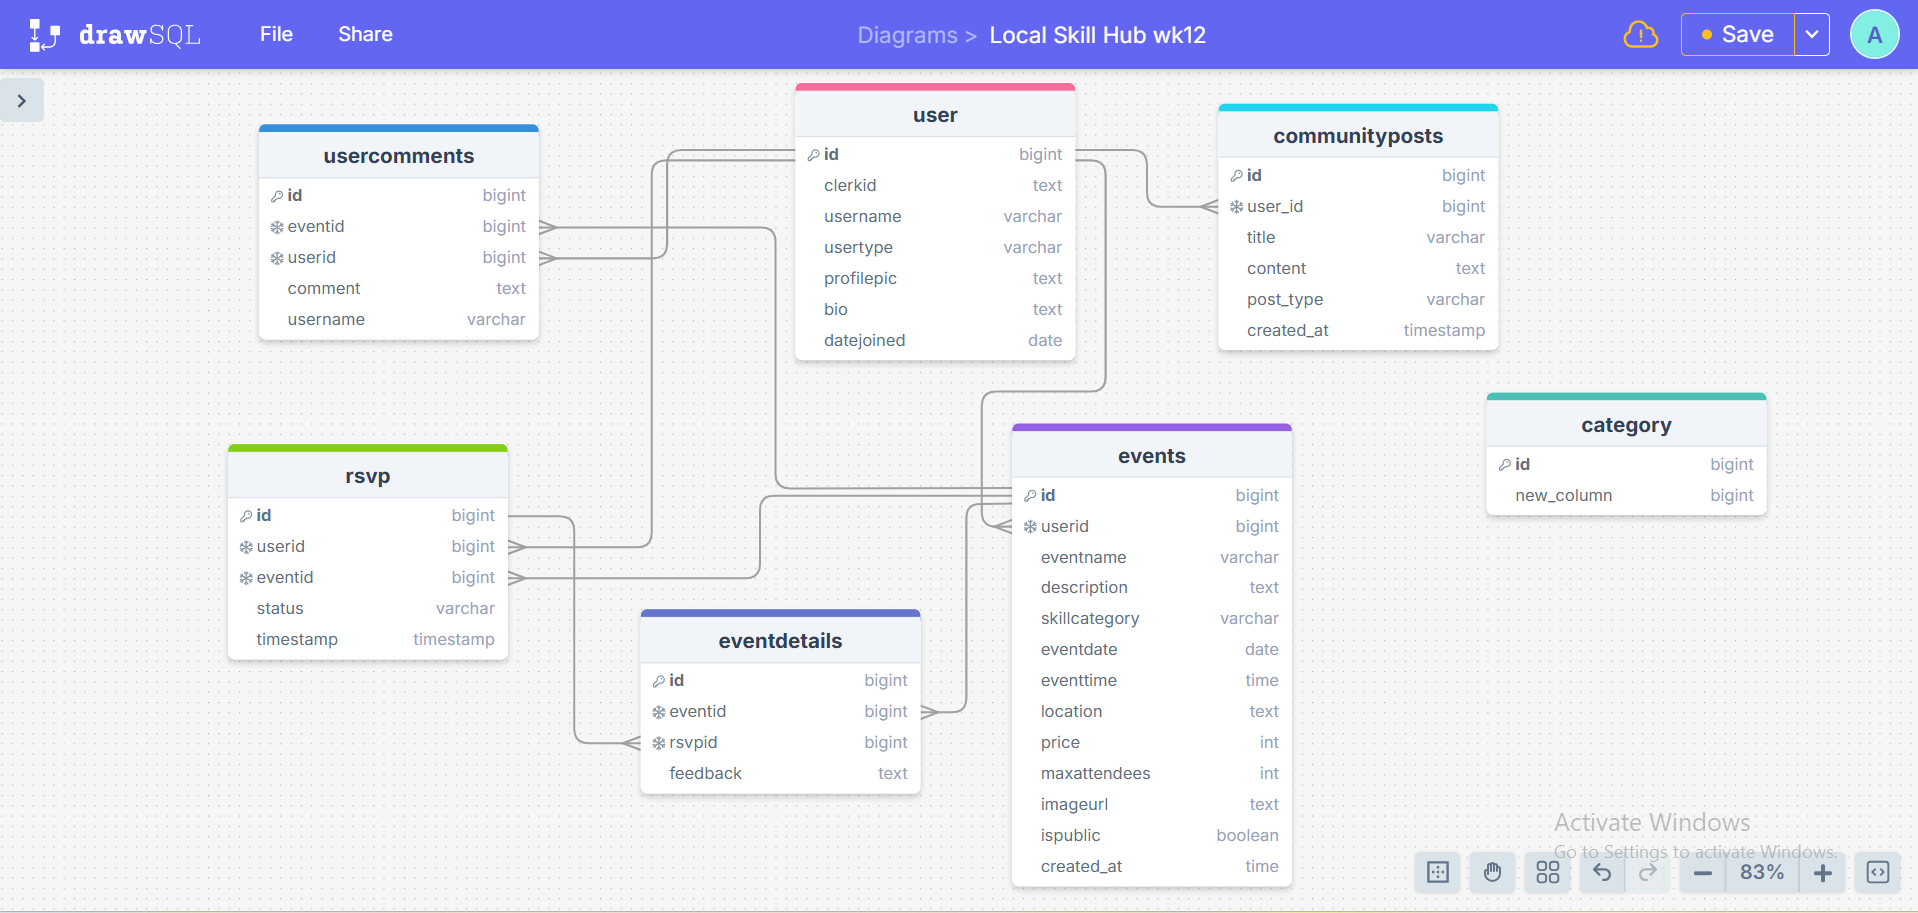 drawSQL File Share Diagrams > Local Skill Hub wk12 Save A
usercomments
id bigint
eventid bigint
userid bigint
comment text
username varchar
user
id bigint
clerkid text
username varchar
usertype varchar
profilepic text
bio text
datejoined date
communityposts
id bigint
user_id bigint
title varchar
content text
post_type varchar
created_at timestamp
category
id bigint
new_column bigint
rsvp
id bigint
userid bigint
eventid bigint
status varchar
timestamp timestamp
eventdetails
id bigint
eventid bigint
rsvpid bigint
feedback text
events
id bigint
userid bigint
eventname varchar
description text
skillcategory varchar
eventdate date
eventtime time
location text
price int
maxattendees int
imageurl text
ispublic boolean
created_at time
Activate Windows
Go to Settings to activate Windows.
83%